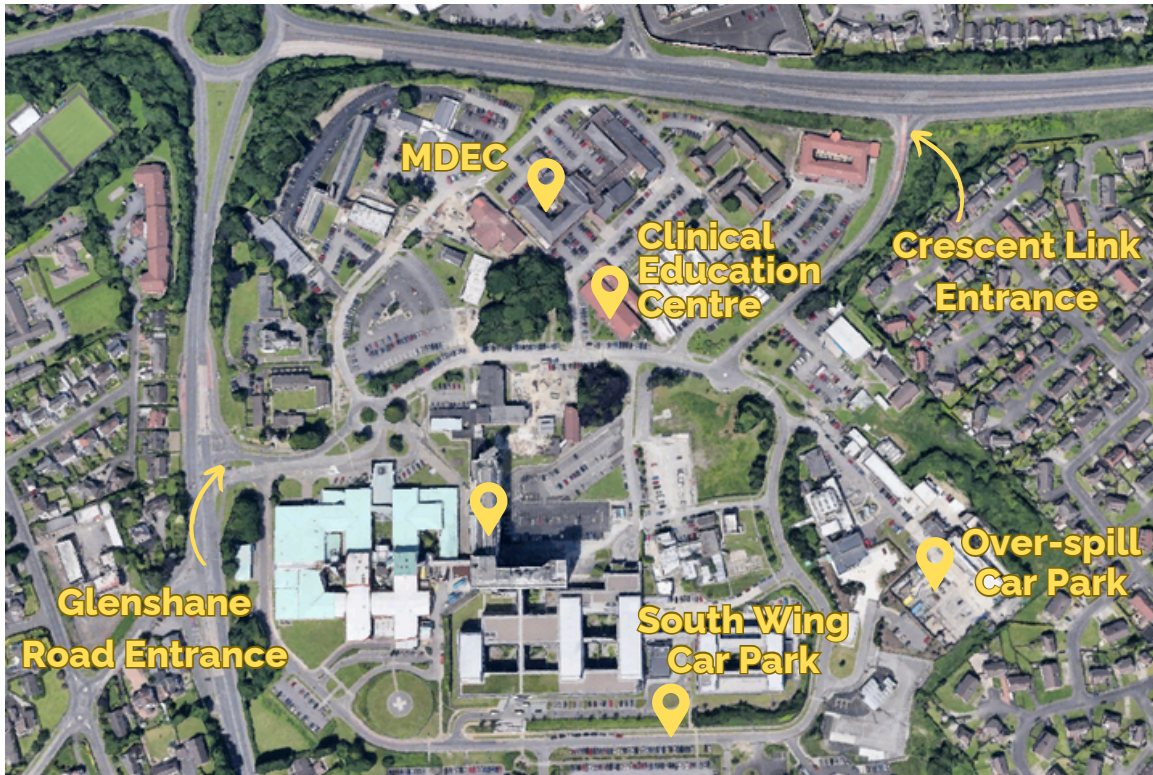 MDEC
Clinical
Education
Centre
Crescent Link
Entrance
Over-spill
Car Park
Glenshane
Road Entrance
South Wing
Car Park